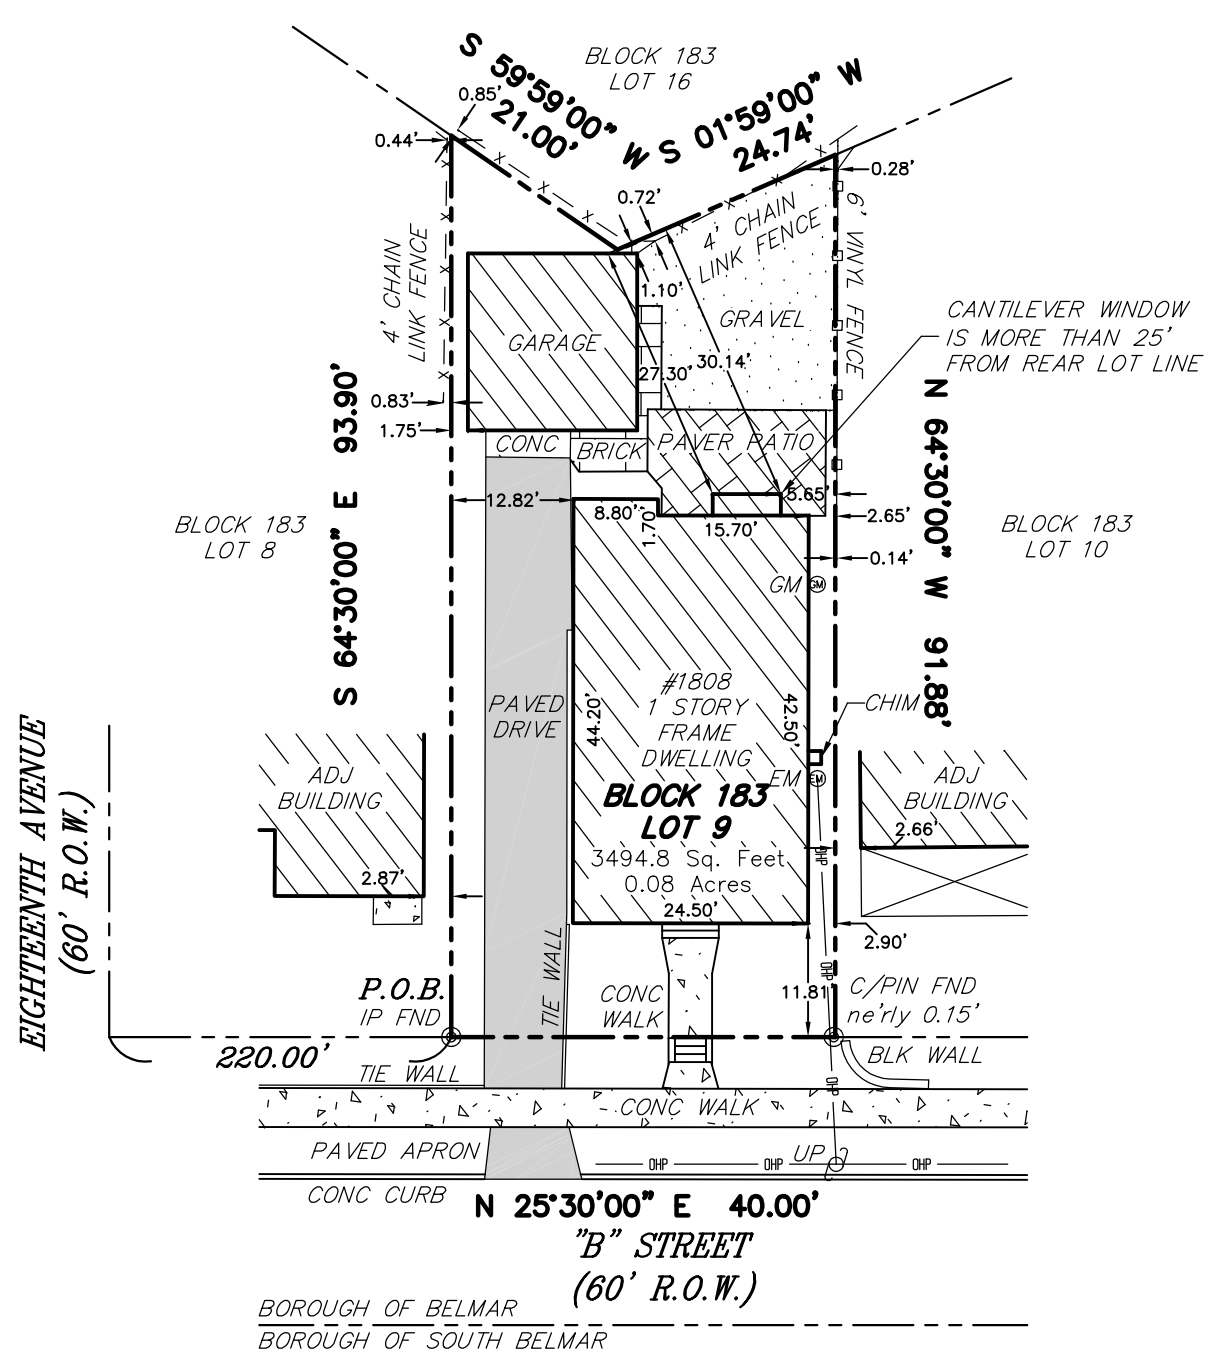 BLOCK 183
LOT 16
S 59°59'00" W
21.00'
S 01°59'00" W
24.74'
0.85'
0.44'
0.72'
0.28'
4' CHAIN
LINK FENCE
4' CHAIN
LINK FENCE
6' VINYL FENCE
1.10'
GARAGE
GRAVEL
CANTILEVER WINDOW
IS MORE THAN 25'
FROM REAR LOT LINE
27.30'
30.14'
0.83'
1.75'
CONC
BRICK
PAVER PATIO
S 64°30'00" E 93.90'
N 64°30'00" W 91.88'
12.82'
8.80'
1.70'
15.70'
5.65'
2.65'
0.14'
BLOCK 183
LOT 8
BLOCK 183
LOT 10
GM
GM
#1808
1 STORY
FRAME
DWELLING
44.20'
42.50'
PAVED
DRIVE
CHIM
EM
EM
BLOCK 183
LOT 9
3494.8 Sq. Feet
0.08 Acres
24.50'
ADJ
BUILDING
ADJ
BUILDING
2.87'
2.66'
2.90'
OHP
OHP
OHP
EIGHTEENTH AVENUE
(60' R.O.W.)
P.O.B.
IP FND
TIE WALL
CONC
WALK
11.81'
C/PIN FND
ne'rly 0.15'
220.00'
TIE WALL
BLK WALL
CONC WALK
PAVED APRON
UP
OHP
OHP
OHP
CONC CURB
N 25°30'00" E 40.00'
"B" STREET
(60' R.O.W.)
BOROUGH OF BELMAR
BOROUGH OF SOUTH BELMAR